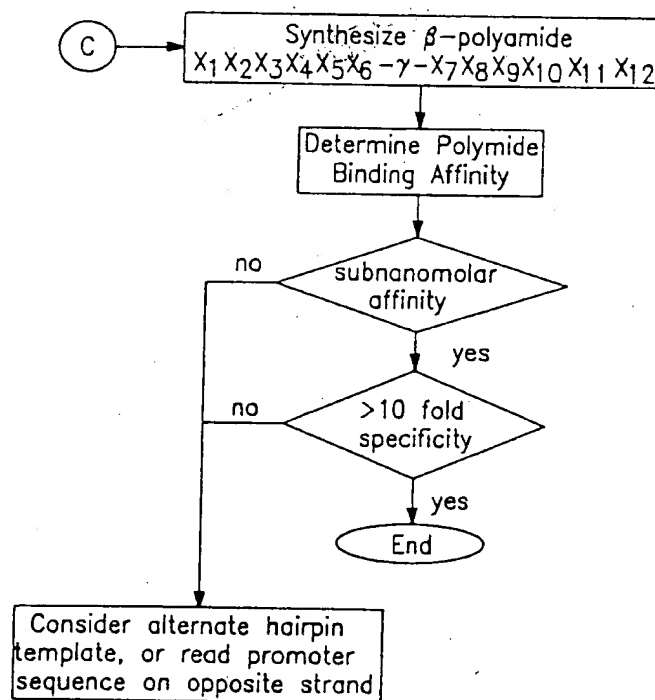 C
Synthesize β-polyamide
X₁X₂X₃X₄X₅X₆-γ-X₇X₈X₉X₁₀X₁₁X₁₂
Determine Polymide
Binding Affinity
no
subnanomolar
affinity
yes
no
>10 fold
specificity
yes
End
Consider alternate hairpin
template, or read promoter
sequence on opposite strand